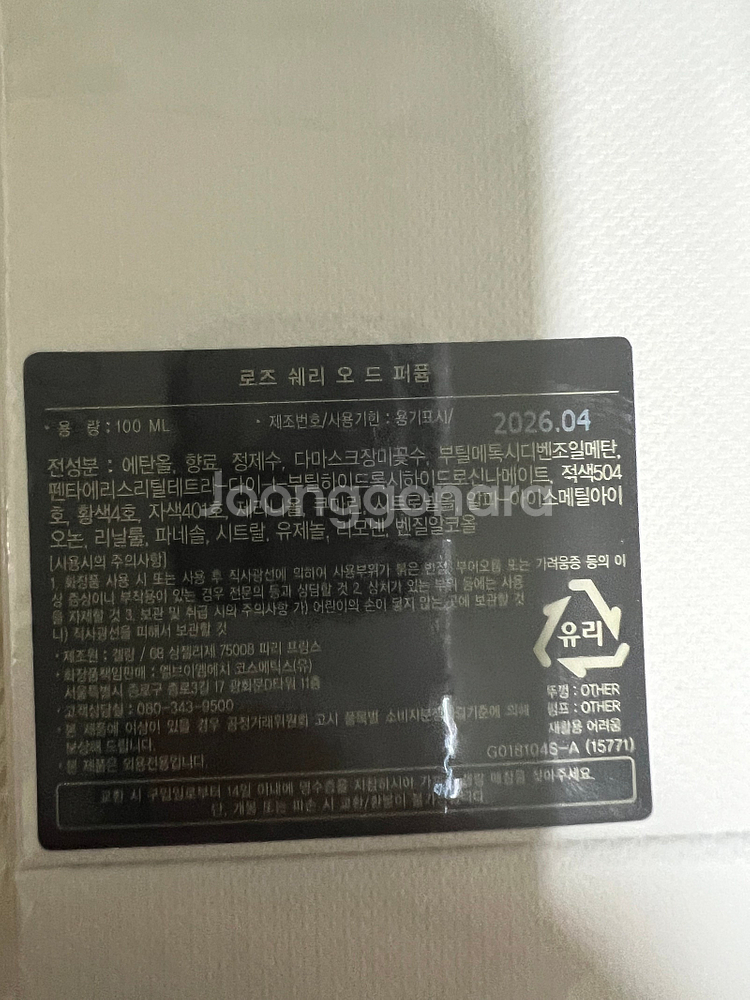 로즈 쉐리 오 드 퍼퓸
· 용 량 : 100 ML · 제조번호/사용기한 : 용기표시/ 2026.04
전성분 : 에탄올, 향료, 정제수, 다마스크장미꽃수, 부틸메톡시디벤조일메탄,
펜타에리스리틸테트라-다이-t-부틸하이드록시하이드로신나메이트, 적색504
호, 황색4호, 자색401호, 알파-아이소메틸아이
오논, 리날룰, 파네솔, 시트랄, 유제놀, 리모넨, 벤질알코올
[사용시의 주의사항]
1. 화장품 사용 시 또는 사용 후 직사광선에 의하여 사용부위가 붉은 반점, 부어오름 또는 가려움증 등의 이
상 증상이나 부작용이 있는 경우 전문의 등과 상담할 것 2. 상처가 있는 부위 등에는 사용
을 자제할 것 3. 보관 및 취급 시의 주의사항 가) 어린이의 손이 닿지 않는 곳에 보관할 것
나) 직사광선을 피해서 보관할 것
· 제조원 : 겔랑 / 68 샹젤리제 75008 파리 프랑스
· 화장품책임판매 : 엘브이엠에치 코스메틱스(유)
서울특별시 종로구 종로3길 17 광화문D타워 11층
· 고객상담실 : 080-343-9500
· 본 제품에 이상이 있을 경우 공정거래위원회 고시 품목별 소비자분쟁해결기준에 의해
보상해 드립니다.
· 본 제품은 외용전용입니다.
유리
뚜껑 : OTHER
펌프 : OTHER
재활용 어려움
G018104S-A (15771)
교환 시 구입일로부터 14일 이내에 영수증을 지참하시어 가까운 겔랑 매장을 찾아주세요.
단, 개봉 또는 파손 시 교환/환불이 불가합니다.
Joonggonara